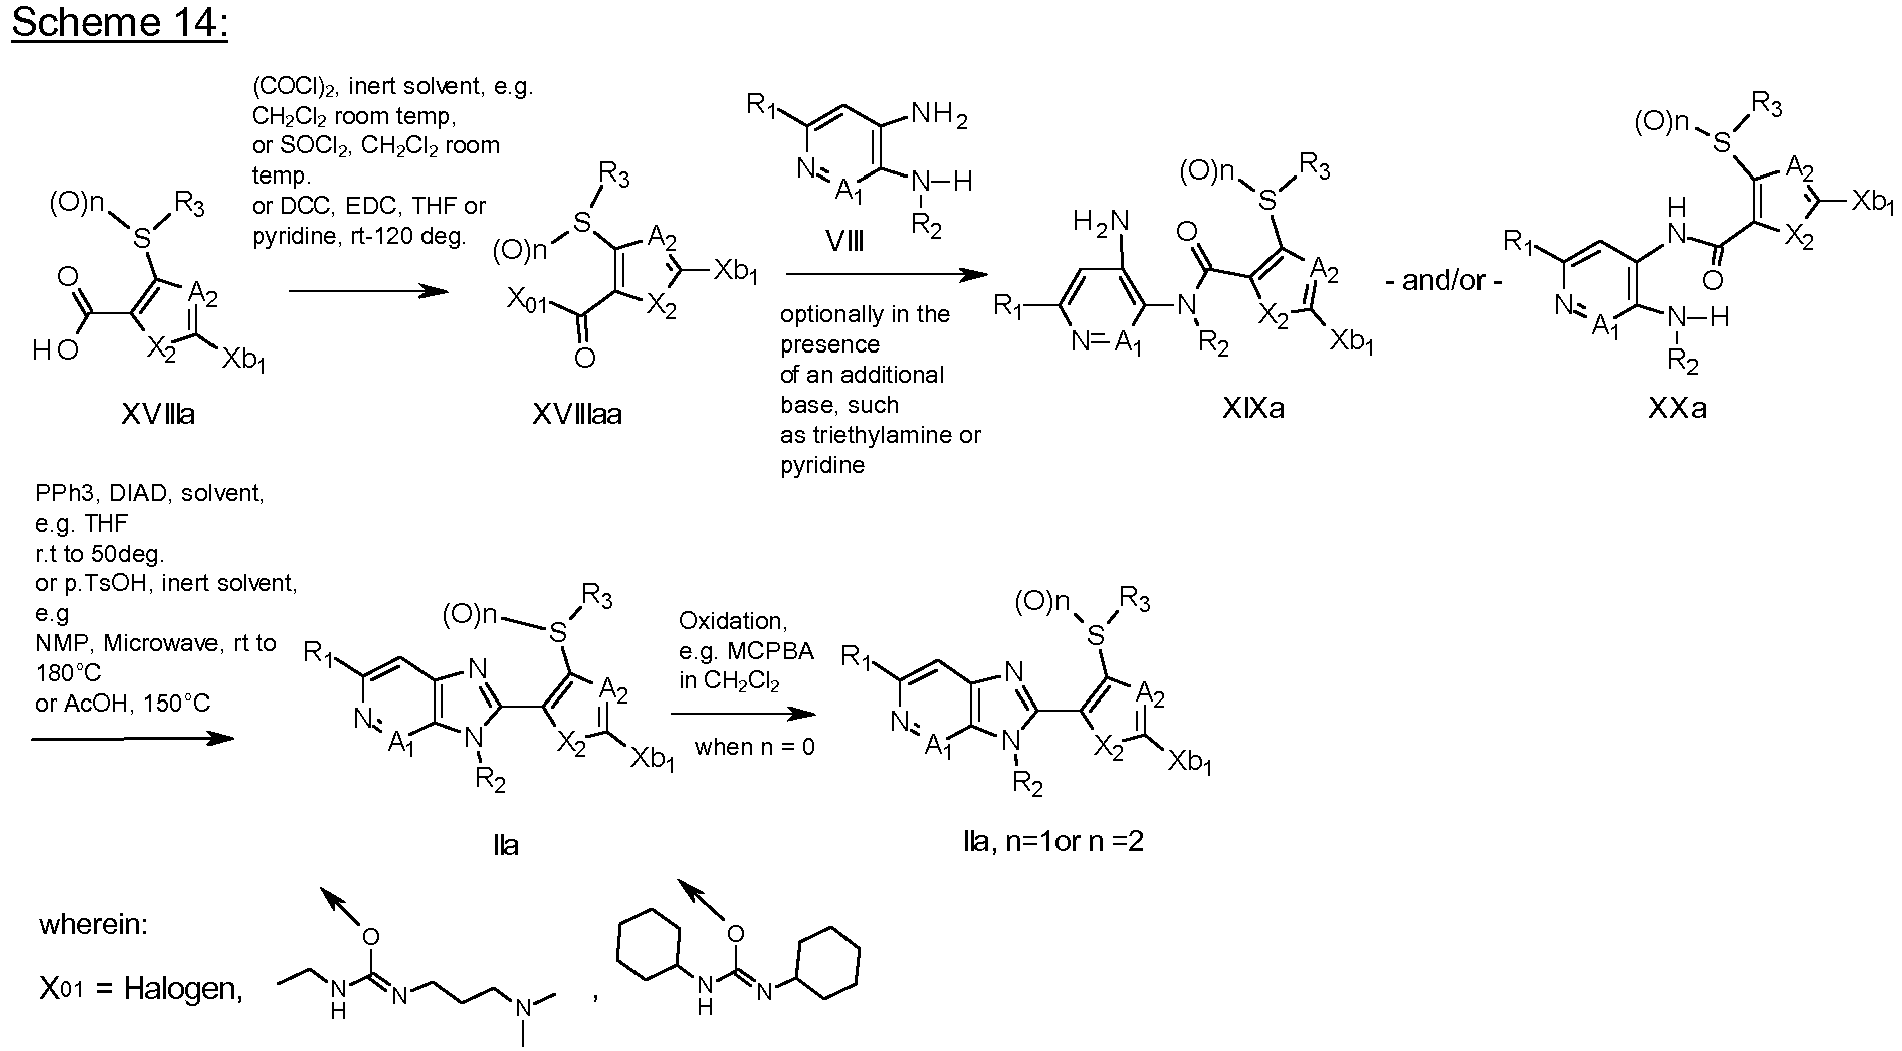 Scheme 14:
(COCl)2, inert solvent, e.g.
CH2Cl2 room temp,
or SOCl2, CH2Cl2 room
temp.
or DCC, EDC, THF or
pyridine, rt-120 deg.
(O)n
S
R3
O
HO
A2
X2
Xb1
XVIIIa
R3
S
(O)n
A2
Xb1
X01
X2
O
XVIIIaa
R1
NH2
N
A1
N-H
R2
VIII
optionally in the
presence
of an additional
base, such
as triethylamine or
pyridine
(O)n
R3
S
H2N
O
A2
R1
N
X2
N=A1
R2
Xb1
XIXa
- and/or -
R3
(O)n
S
A2
H
N
Xb1
R1
X2
O
N
A1
N-H
R2
XXa
PPh3, DIAD, solvent,
e.g. THF
r.t to 50deg.
or p.TsOH, inert solvent,
e.g
NMP, Microwave, rt to
180°C
or AcOH, 150°C
(O)n
R3
S
R1
N
A2
N
A1
N
X2
R2
Xb1
IIa
Oxidation,
e.g. MCPBA
in CH2Cl2
when n = 0
(O)n
R3
S
R1
N
A2
N
A1
N
X2
R2
Xb1
IIa, n=1or n =2
wherein:
X01 = Halogen,
O
N
H
N
N
,
O
N
H
N